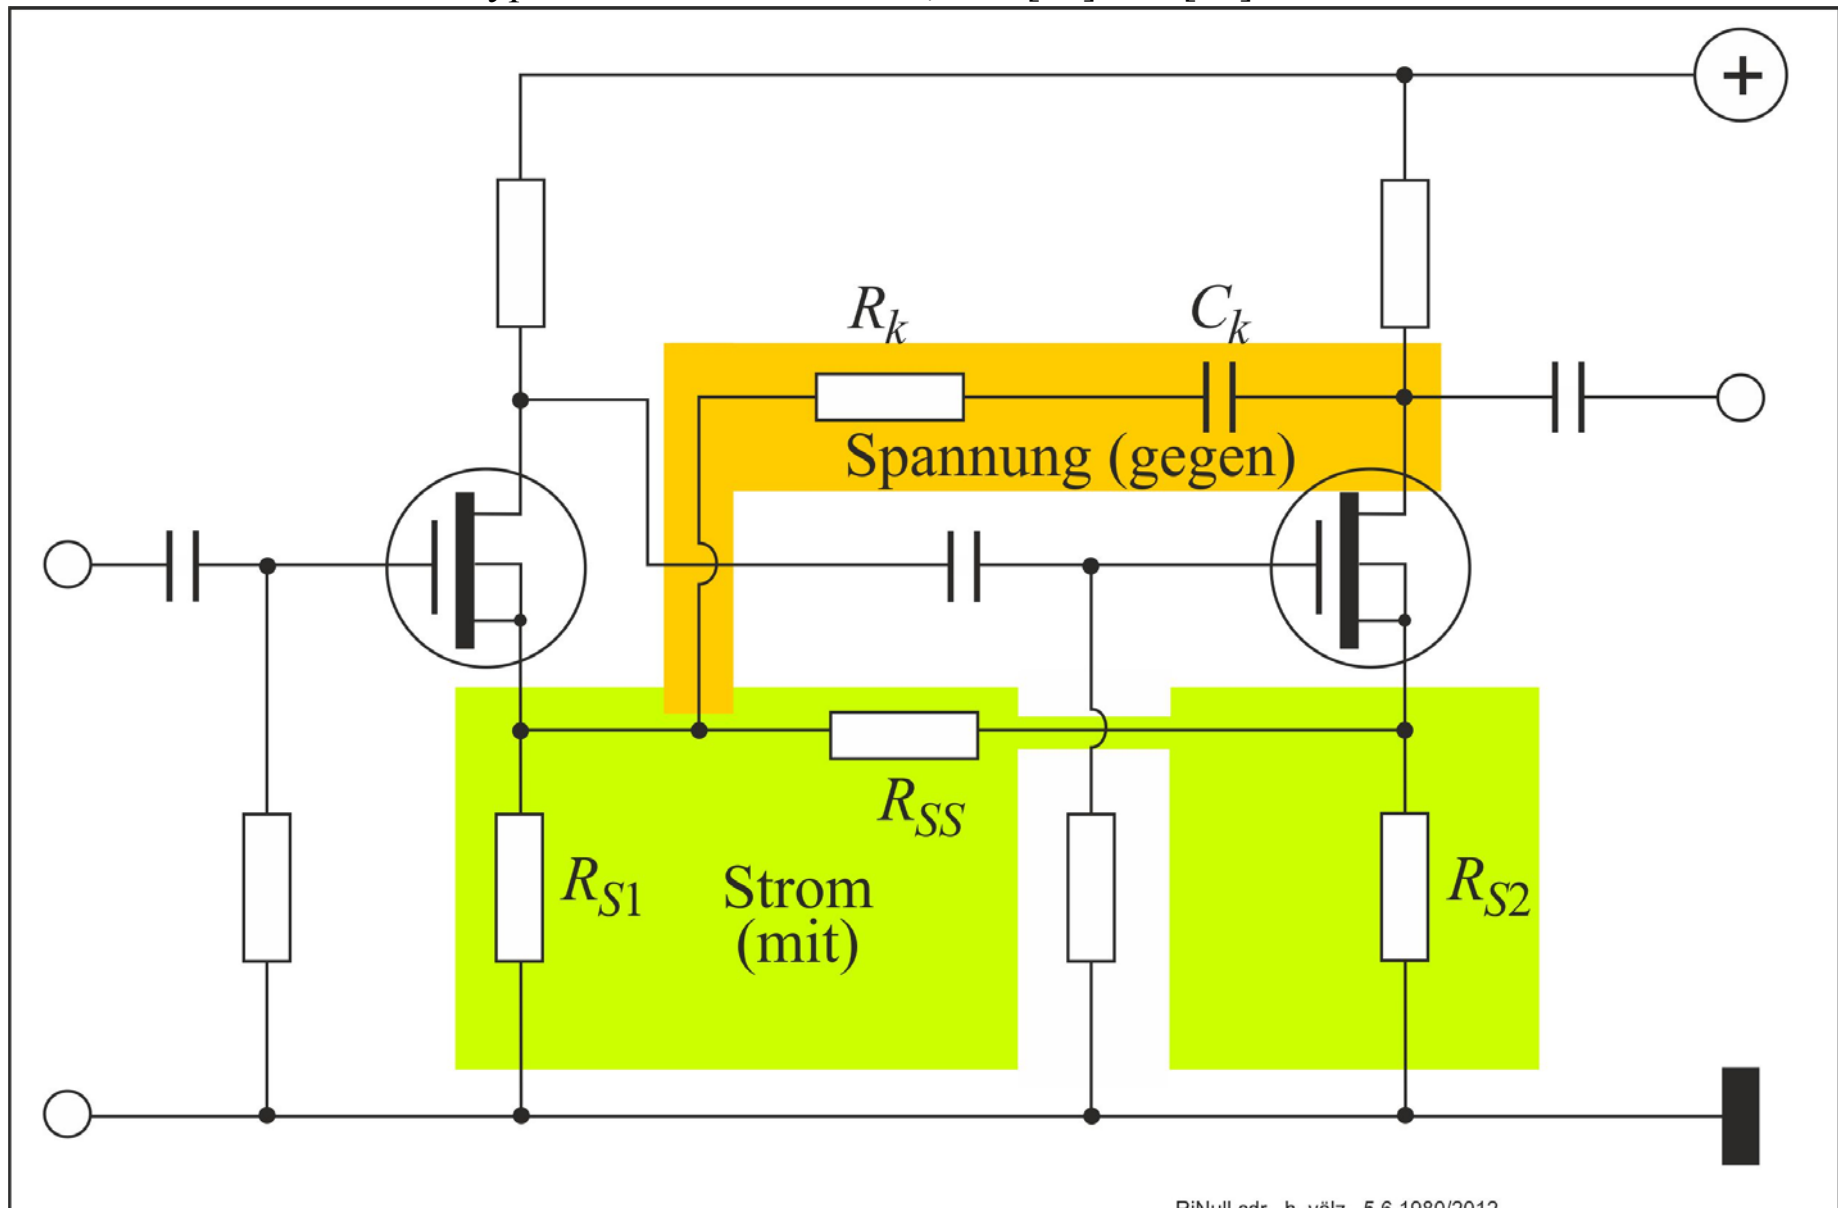 +
R_k
C_k
Spannung (gegen)
R_SS
R_S1
Strom
(mit)
R_S2